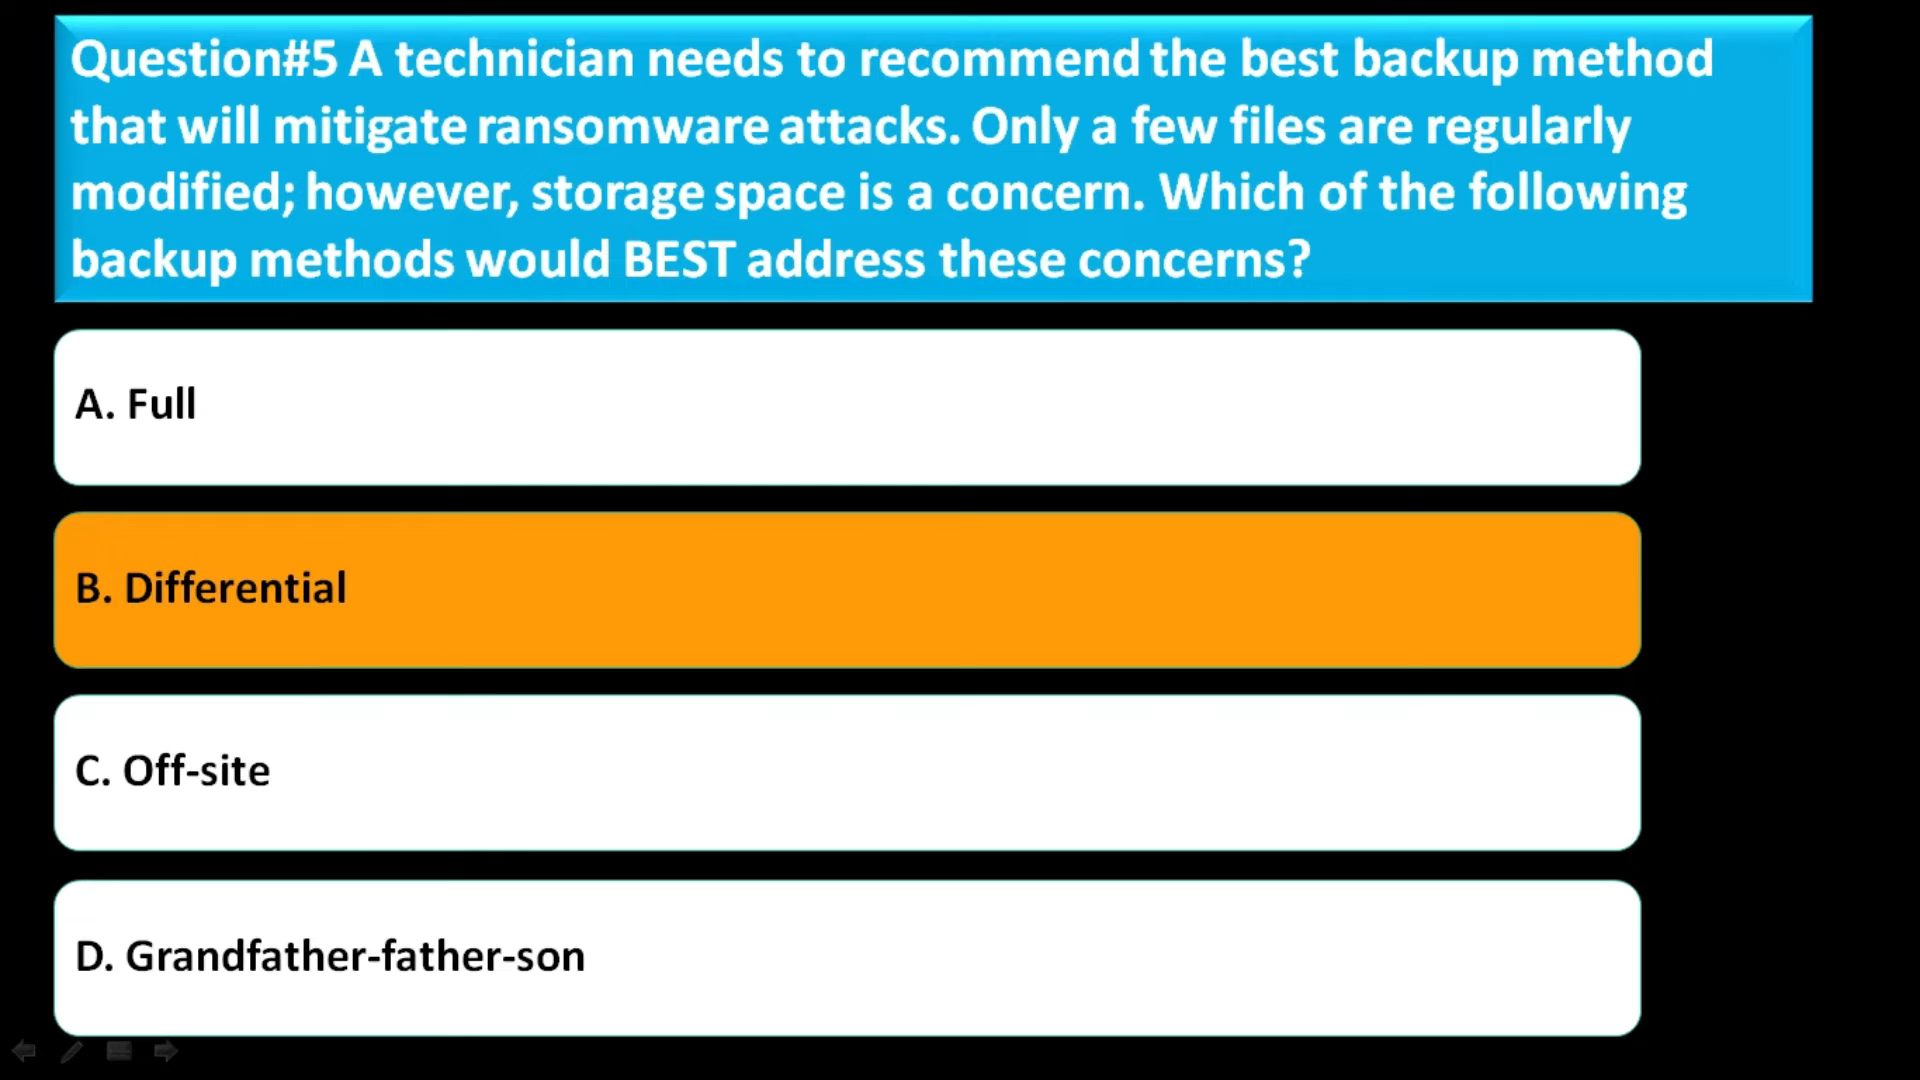 Question#5 A technician needs to recommend the best backup method
that will mitigate ransomware attacks. Only a few files are regularly
modified; however, storage space is a concern. Which of the following
backup methods would BEST address these concerns?
A. Full
B. Differential
C. Off-site
D. Grandfather-father-son